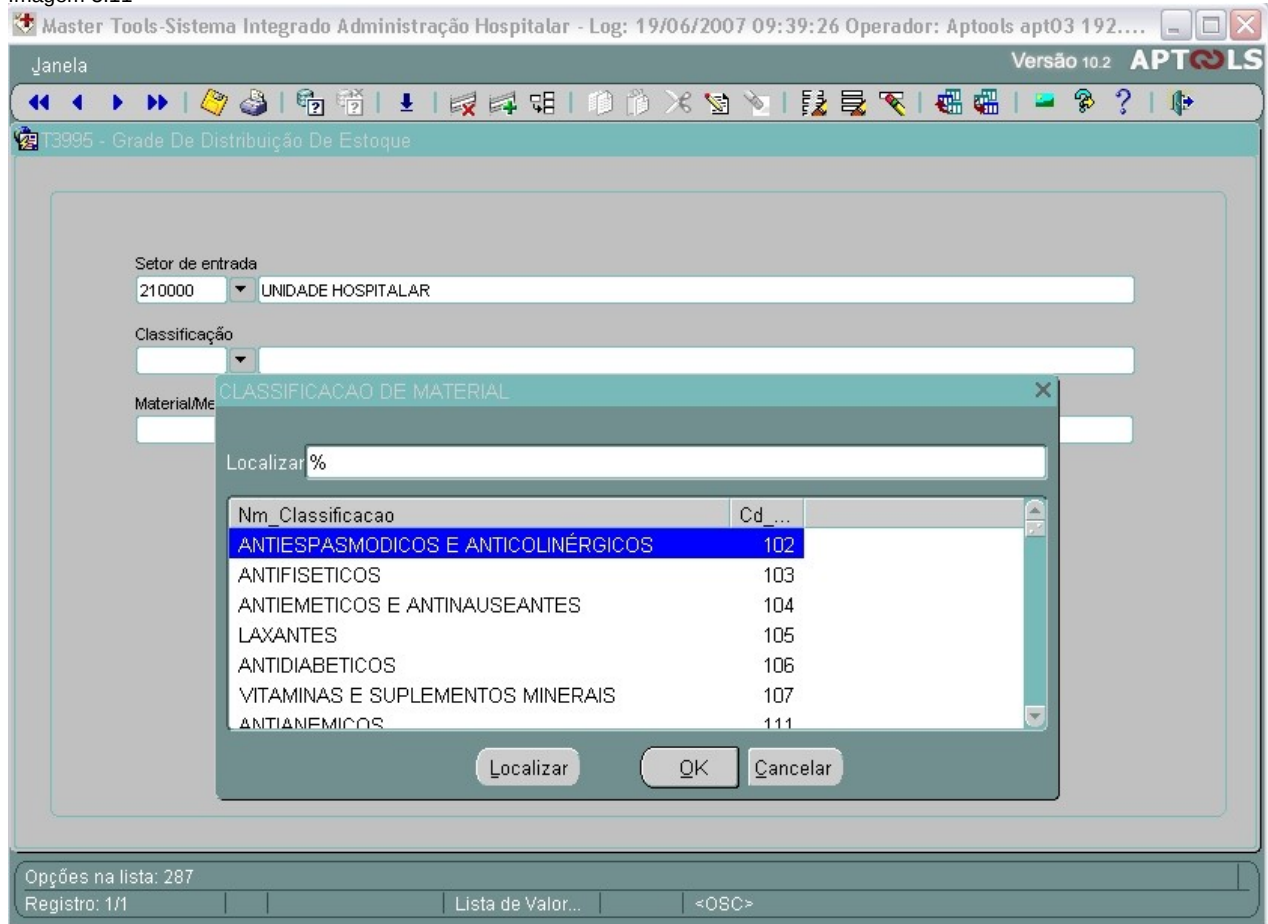 Imagem 3.11
Master Tools-Sistema Integrado Administração Hospitalar - Log: 19/06/2007 09:39:26 Operador: Aptools apt03 192....
Janela
Versão 10.2 APTOOLS
T3995 - Grade De Distribuição De Estoque
Setor de entrada
210000 UNIDADE HOSPITALAR
Classificação
Material/Me
CLASSIFICACAO DE MATERIAL
Localizar %
Nm_Classificacao Cd_...
ANTIESPASMODICOS E ANTICOLINÉRGICOS 102
ANTIFISETICOS 103
ANTIEMETICOS E ANTINAUSEANTES 104
LAXANTES 105
ANTIDIABETICOS 106
VITAMINAS E SUPLEMENTOS MINERAIS 107
ANTIANEMICOS 111
Localizar OK Cancelar
Opções na lista: 287
Registro: 1/1 Lista de Valor... <OSC>